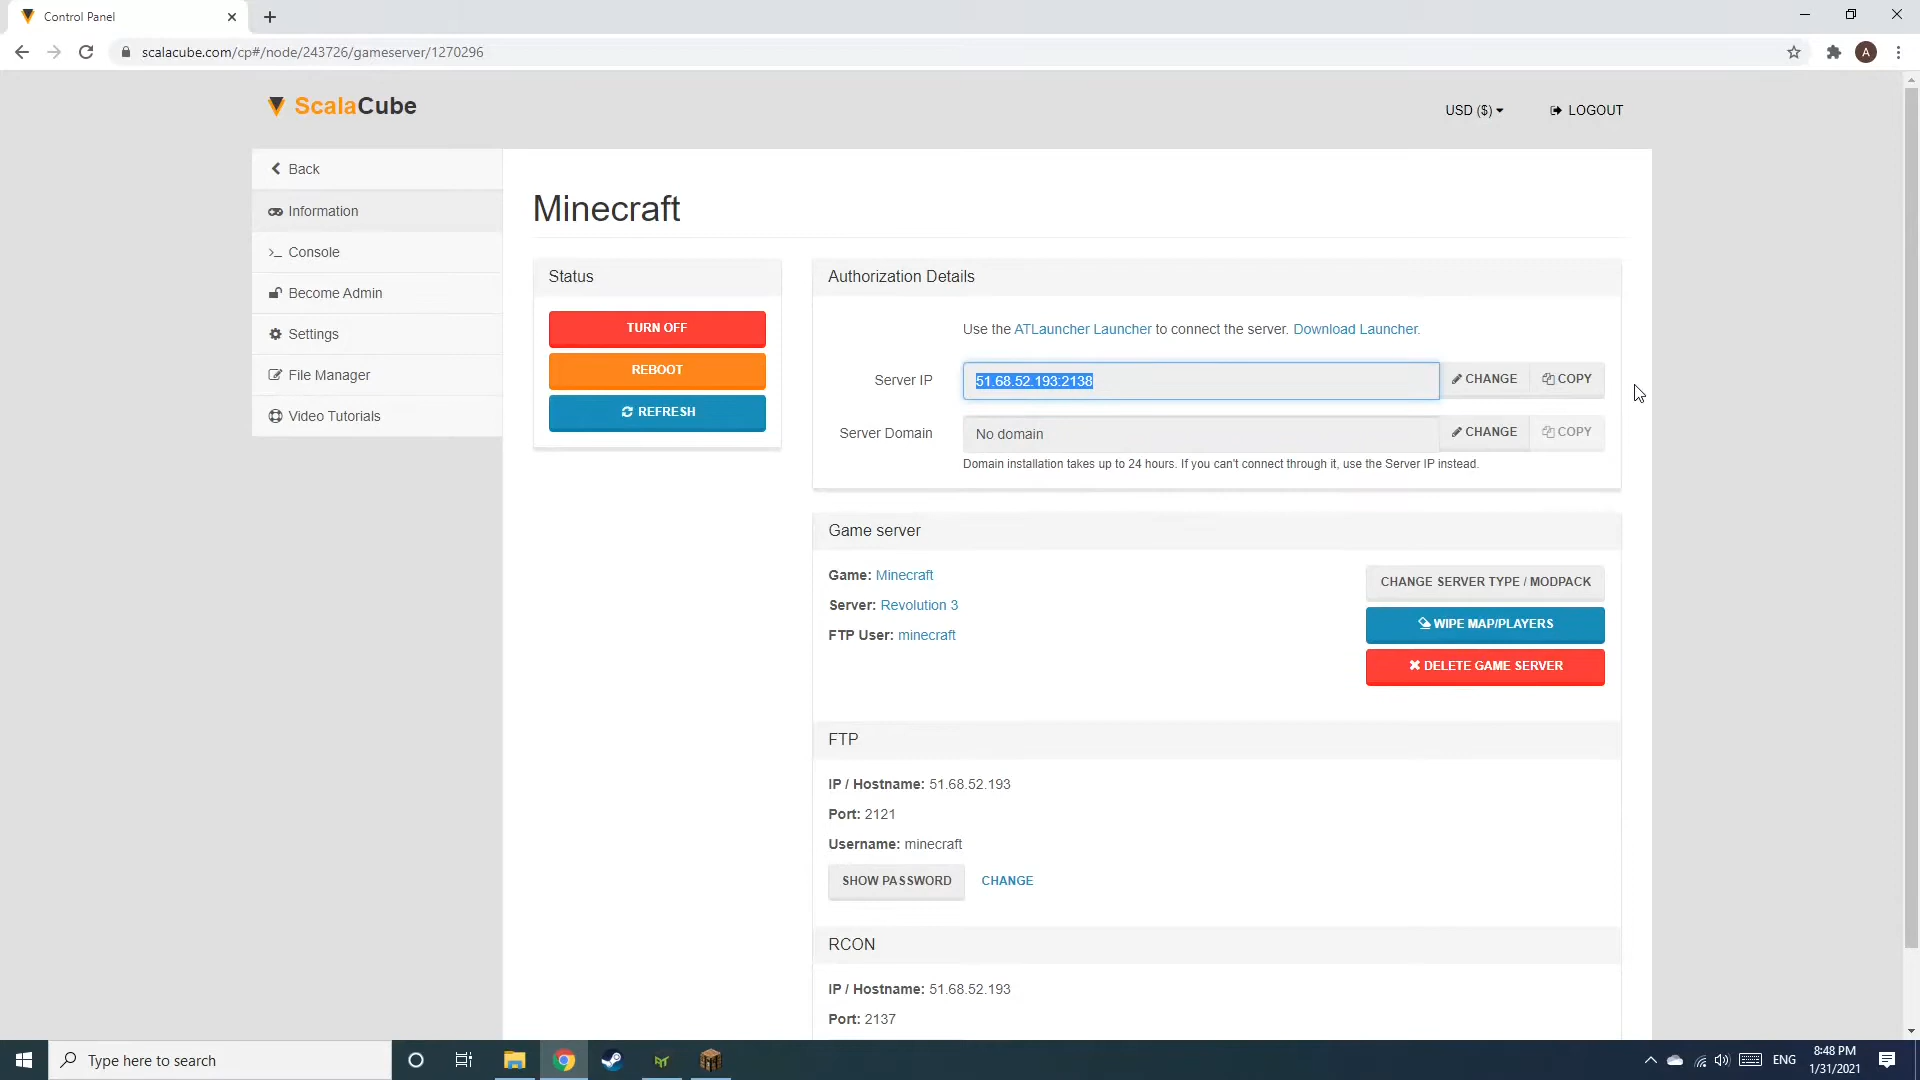 Control Panel
scalacube.com/cp#/node/243726/gameserver/1270296
A
ScalaCube
USD ($)
LOGOUT
Back
Information
Console
Become Admin
Settings
File Manager
Video Tutorials
Minecraft
Status
TURN OFF
REBOOT
REFRESH
Authorization Details
Use the ATLauncher Launcher to connect the server. Download Launcher.
Server IP
51.68.52.193:2138
CHANGE
COPY
Server Domain
No domain
CHANGE
COPY
Domain installation takes up to 24 hours. If you can't connect through it, use the Server IP instead.
Game server
Game: Minecraft
Server: Revolution 3
FTP User: minecraft
CHANGE SERVER TYPE / MODPACK
WIPE MAP/PLAYERS
DELETE GAME SERVER
FTP
IP / Hostname: 51.68.52.193
Port: 2121
Username: minecraft
SHOW PASSWORD
CHANGE
RCON
IP / Hostname: 51.68.52.193
Port: 2137
Type here to search
ENG
8:48 PM
1/31/2021